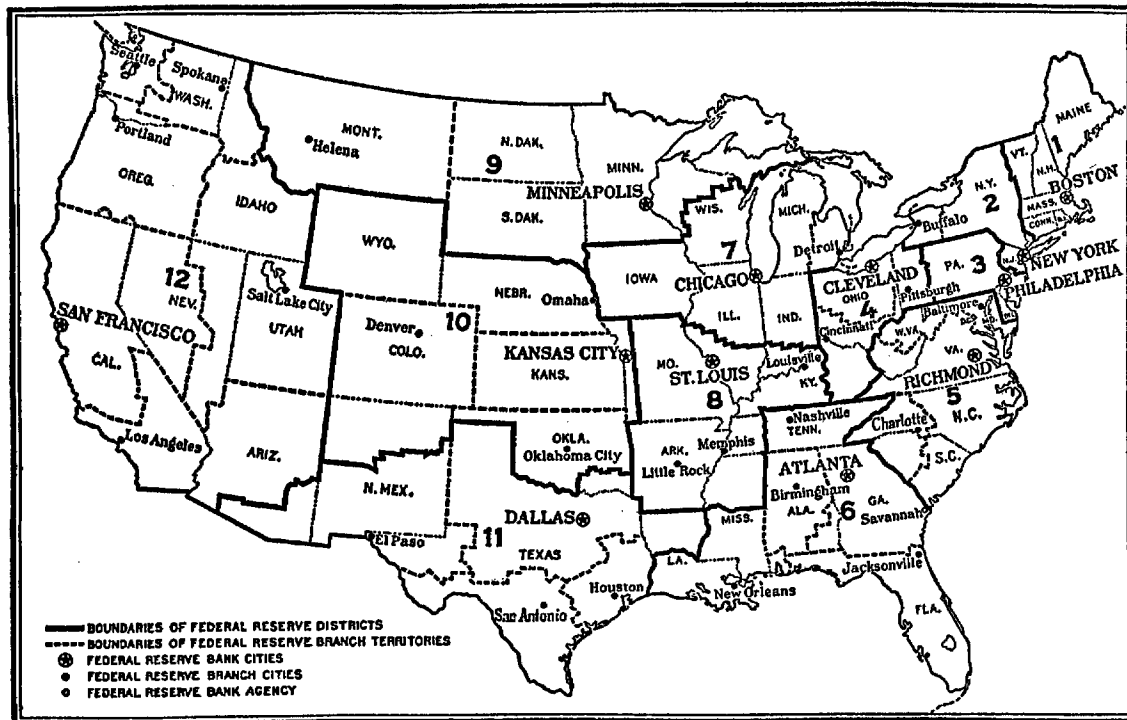 Seattle
Spokane
WASH.
Portland
OREG.
MONT.
Helena
IDAHO
N. DAK.
9
S. DAK.
MINN.
MINNEAPOLIS
WYO.
WIS.
MICH.
7
Detroit
MAINE
1
VT.
N.H.
BOSTON
MASS.
CONN.
N.Y.
2
Buffalo
NEW YORK
N.J.
PA.
3
PHILADELPHIA
Pittsburgh
CLEVELAND
OHIO
4
Cincinnati
12
NEV.
SAN FRANCISCO
CAL.
Los Angeles
Salt Lake City
UTAH
ARIZ.
10
Denver
COLO.
NEBR.
Omaha
IOWA
CHICAGO
ILL.
IND.
KANSAS CITY
KANS.
MO.
ST. LOUIS
8
Louisville
KY.
W.VA.
Baltimore
MD.
VA.
RICHMOND
5
N.C.
Charlotte
S.C.
Nashville
TENN.
Memphis
ARK.
Little Rock
OKLA.
Oklahoma City
N. MEX.
El Paso
11
DALLAS
TEXAS
Houston
San Antonio
LA.
New Orleans
MISS.
ATLANTA
Birmingham
ALA.
6
GA.
Savannah
Jacksonville
FLA.
BOUNDARIES OF FEDERAL RESERVE DISTRICTS
BOUNDARIES OF FEDERAL RESERVE BRANCH TERRITORIES
FEDERAL RESERVE BANK CITIES
FEDERAL RESERVE BRANCH CITIES
FEDERAL RESERVE BANK AGENCY